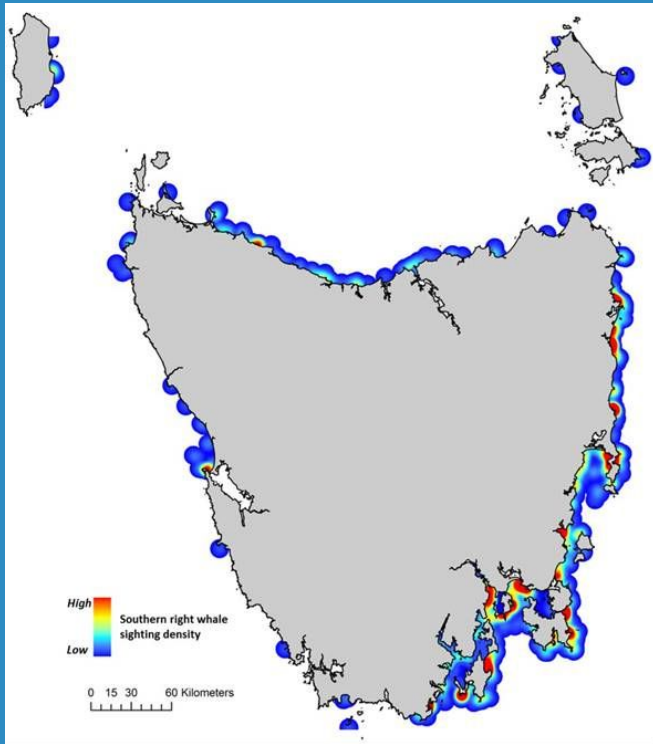 High
Southern right whale
sighting density
Low
0 15 30 60 Kilometers